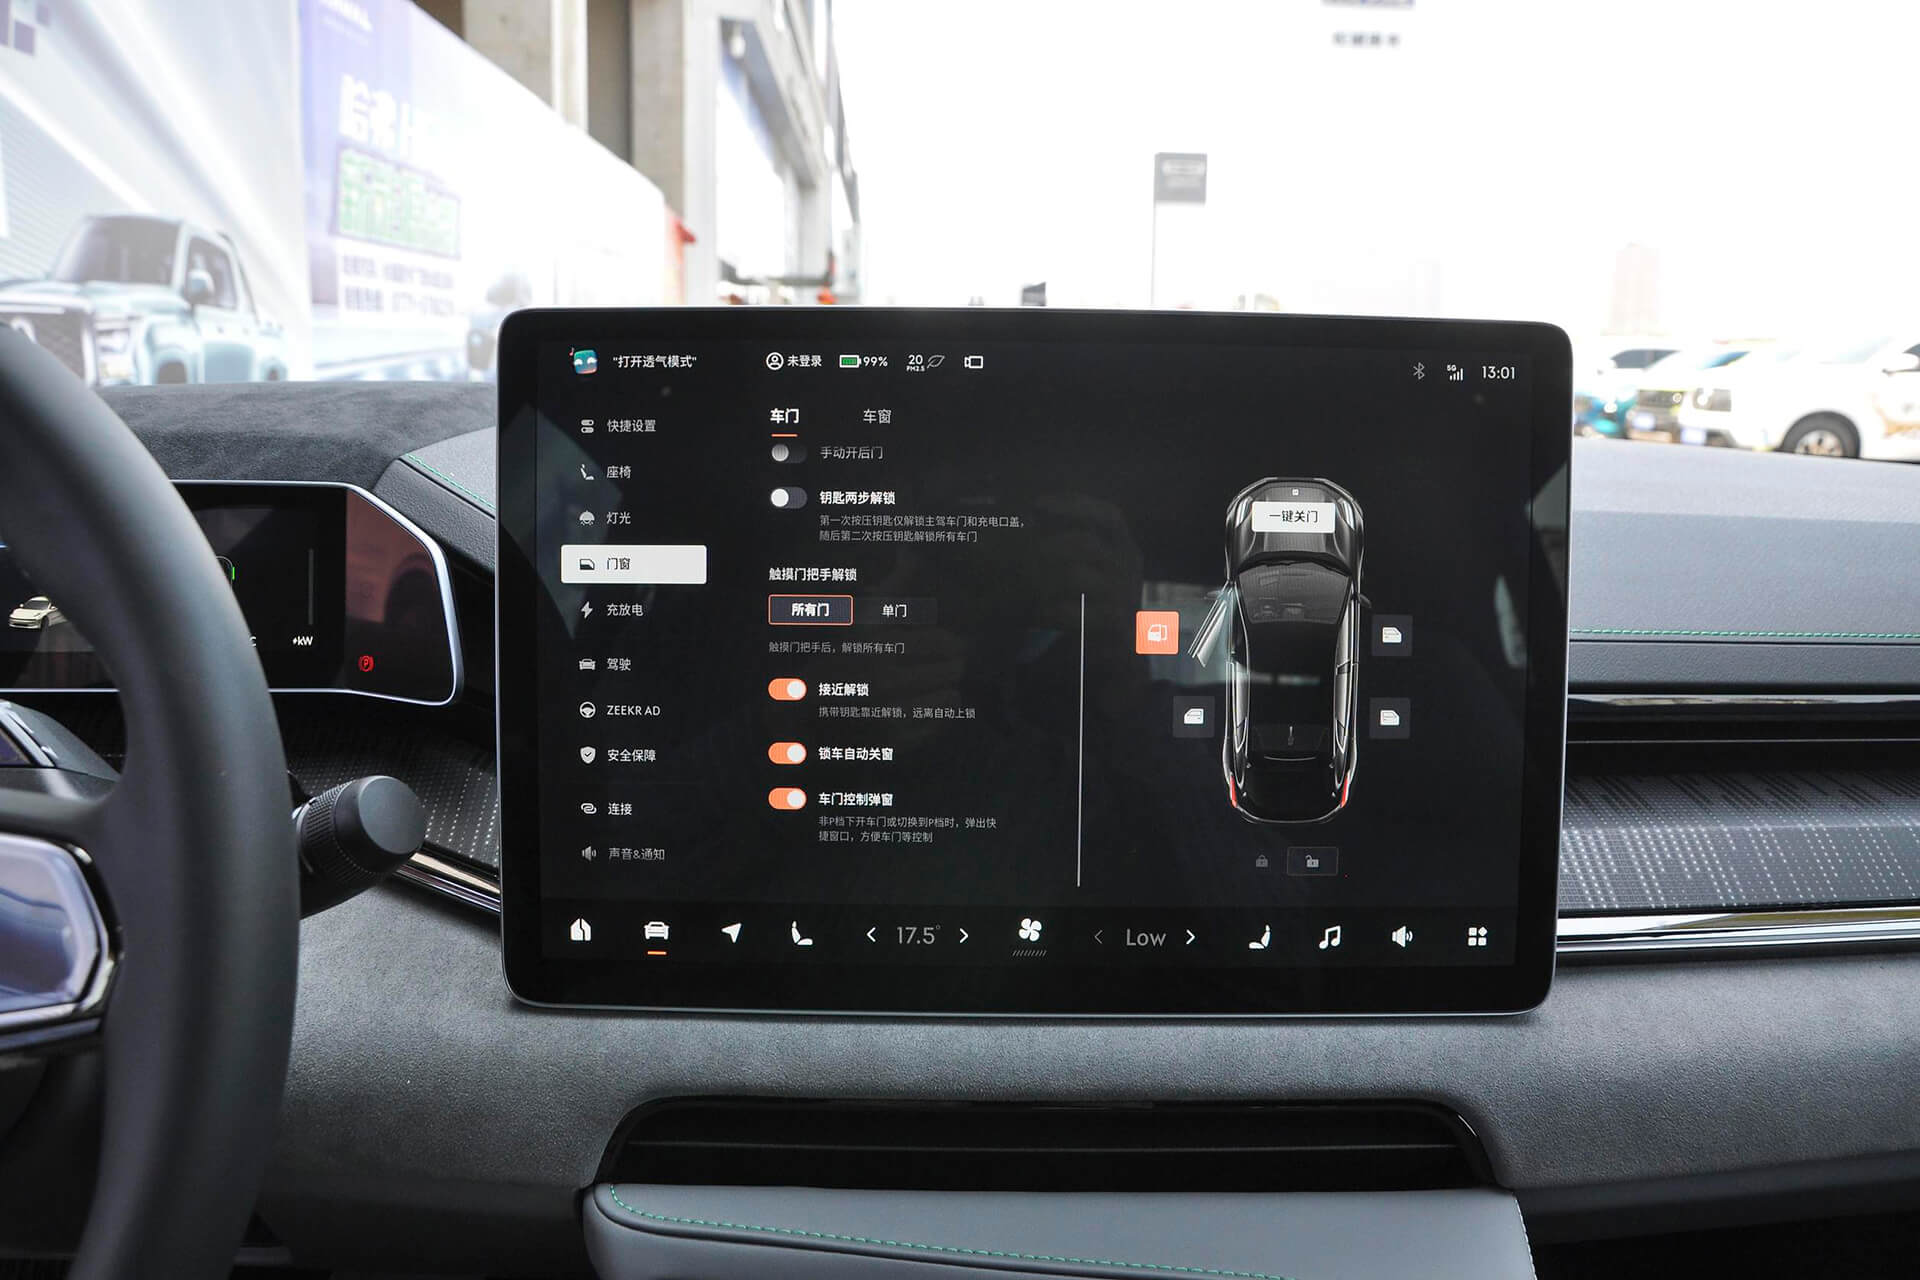 "打开透气模式"
未登录
99%
20
PM2.5
5G
13:01
快捷设置
座椅
灯光
门窗
充放电
驾驶
ZEEKR AD
安全保障
连接
声音&通知
车门
车窗
手动开后门
钥匙两步解锁
第一次按压钥匙仅解锁主驾车门和充电口盖，
随后第二次按压钥匙解锁所有车门
触摸门把手解锁
所有门
单门
触摸门把手后，解锁所有车门
接近解锁
携带钥匙靠近解锁，远离自动上锁
锁车自动关窗
车门控制弹窗
非P档下开车门或切换到P档时，弹出快
捷窗口，方便车门等控制
一键关门
17.5°
Low
kW